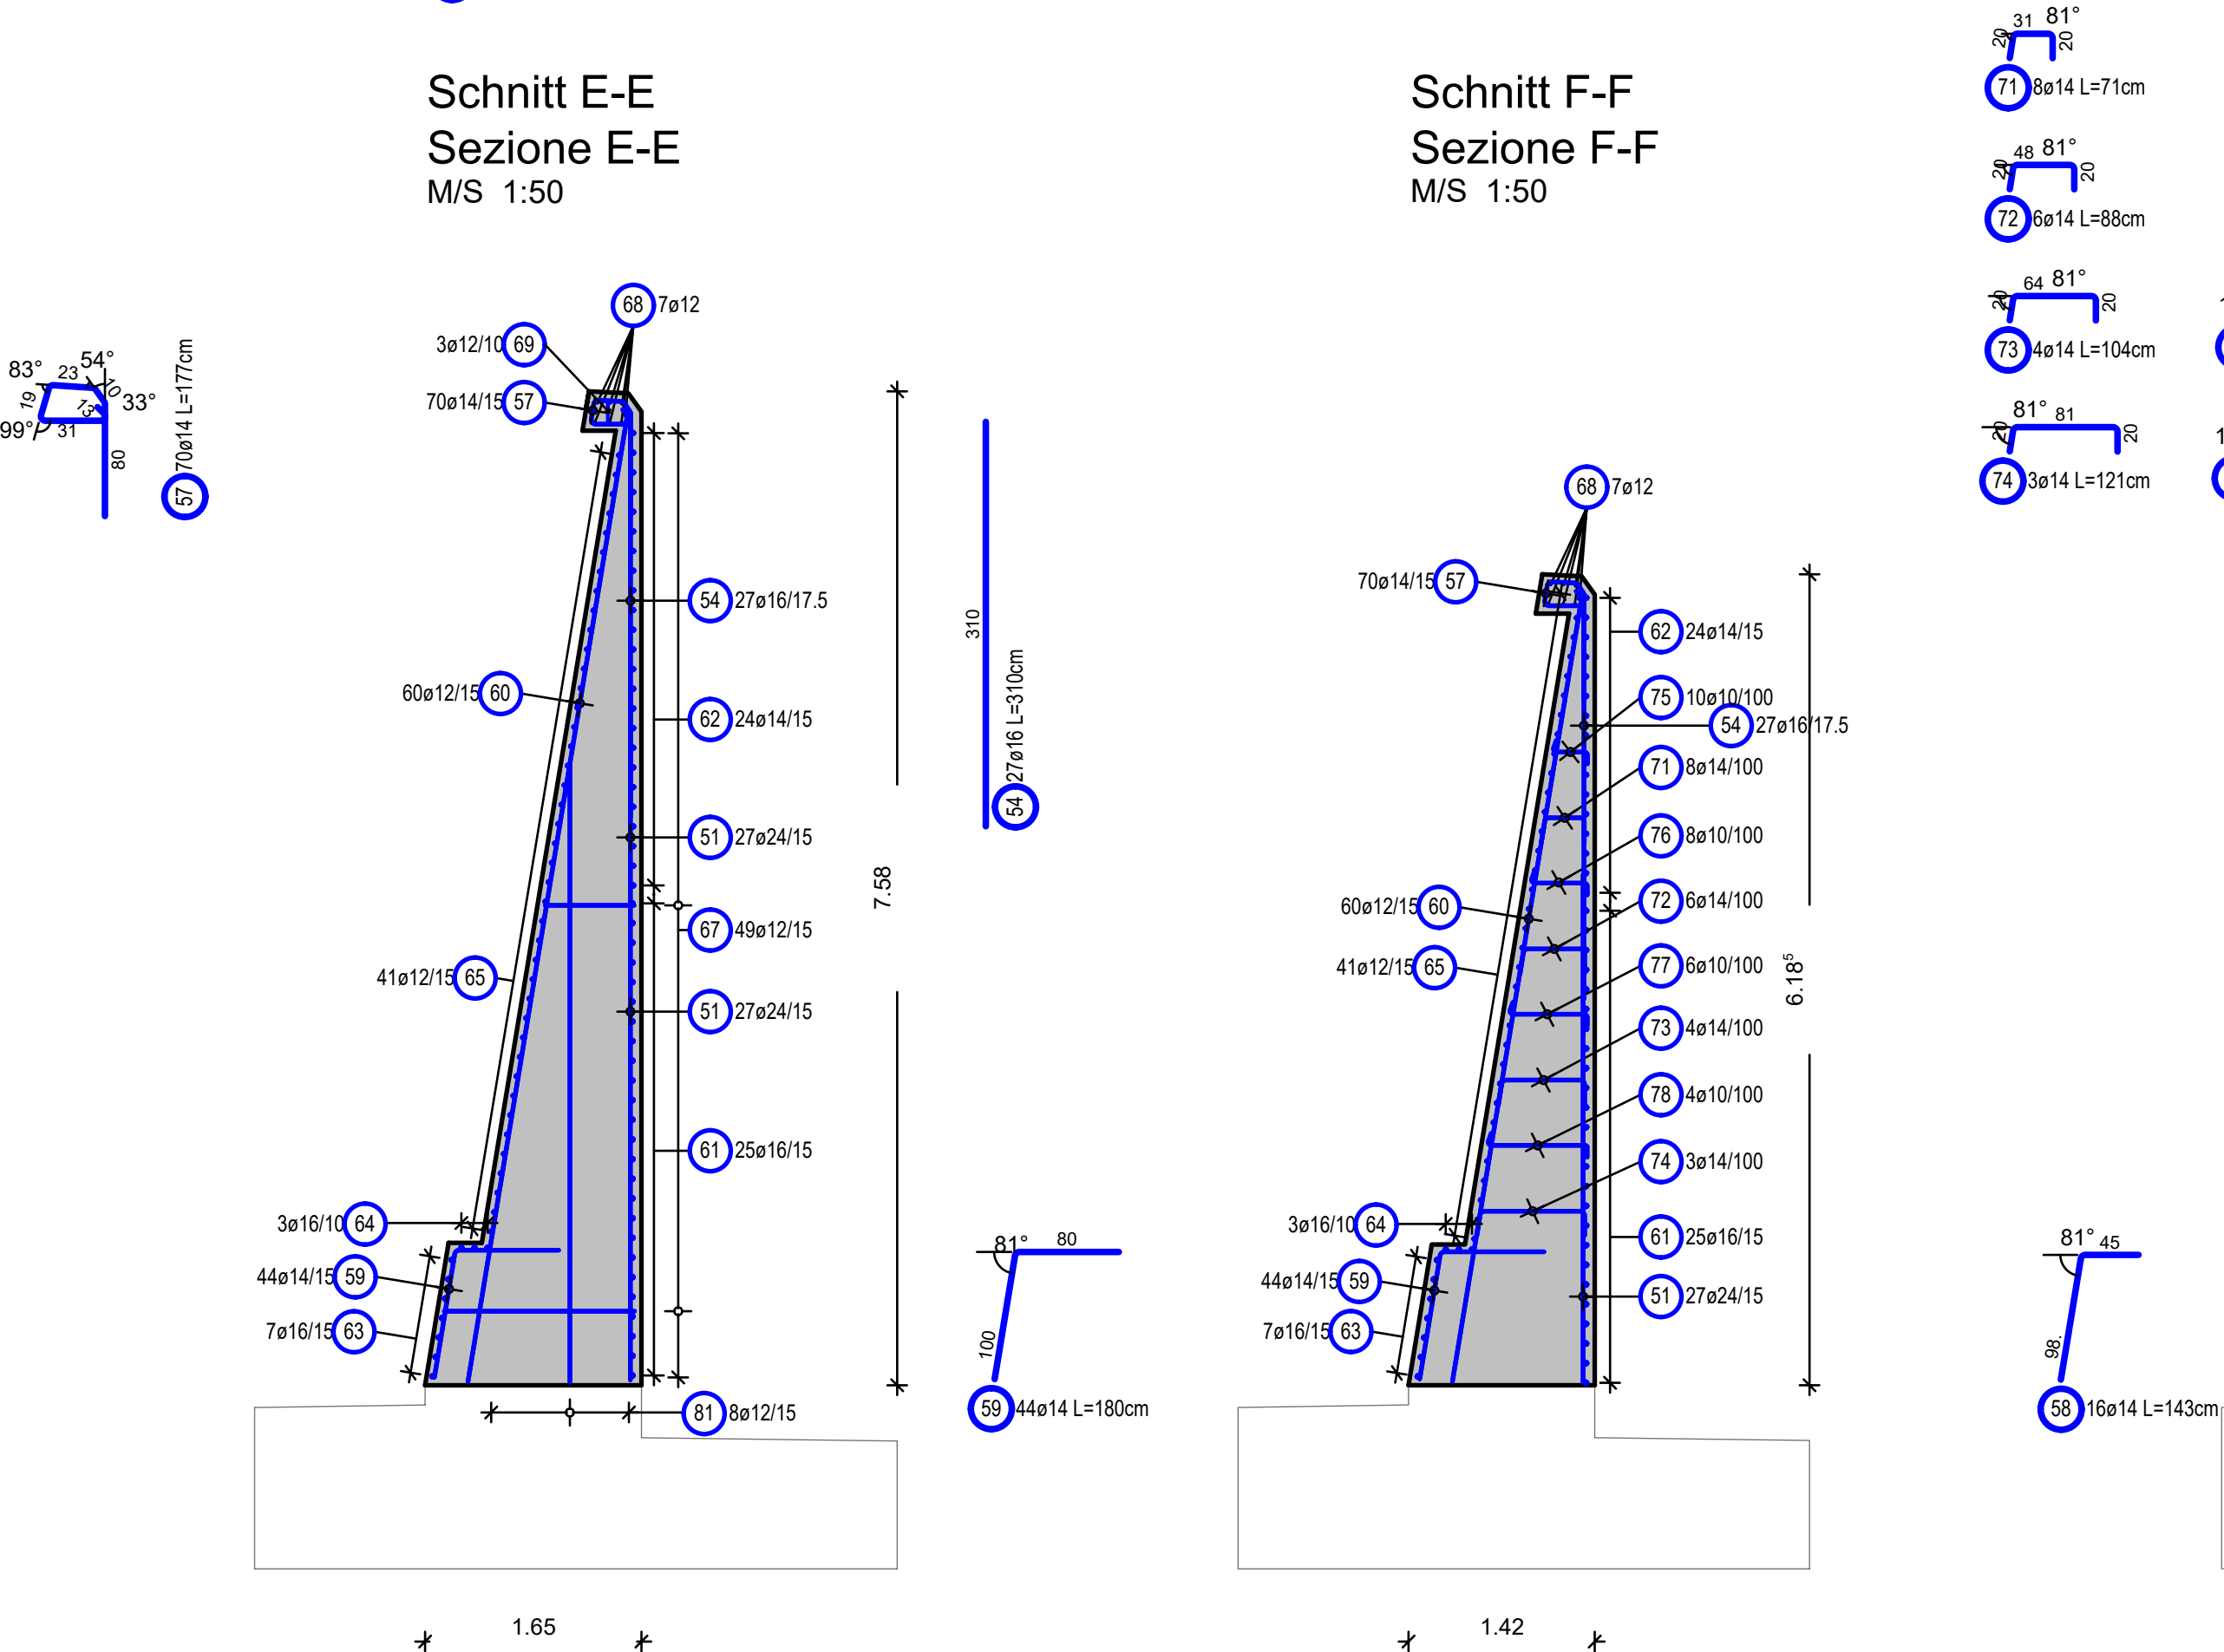 Schnitt E-E
Sezione E-E
M/S 1:50
68 7ø12
3ø12/10 69
70ø14/15 57
54 27ø16/17.5
60ø12/15 60
62 24ø14/15
51 27ø24/15
67 49ø12/15
41ø12/15 65
51 27ø24/15
61 25ø16/15
3ø16/10 64
44ø14/15 59
7ø16/15 63
81 8ø12/15
7.58
1.65
83°
23
54°
10
33°
19
13
99°
31
80
57 70ø14 L=177cm
310
54 27ø16 L=310cm
81°
80
100
59 44ø14 L=180cm
Schnitt F-F
Sezione F-F
M/S 1:50
68 7ø12
70ø14/15 57
62 24ø14/15
75 10ø10/100
54 27ø16/17.5
71 8ø14/100
76 8ø10/100
72 6ø14/100
60ø12/15 60
41ø12/15 65
77 6ø10/100
73 4ø14/100
78 4ø10/100
74 3ø14/100
3ø16/10 64
61 25ø16/15
44ø14/15 59
51 27ø24/15
7ø16/15 63
6.18⁵
1.42
31 81°
20
20
71 8ø14 L=71cm
48 81°
20
20
72 6ø14 L=88cm
64 81°
20
20
73 4ø14 L=104cm
81° 81
20
20
74 3ø14 L=121cm
81° 45
98.
58 16ø14 L=143cm